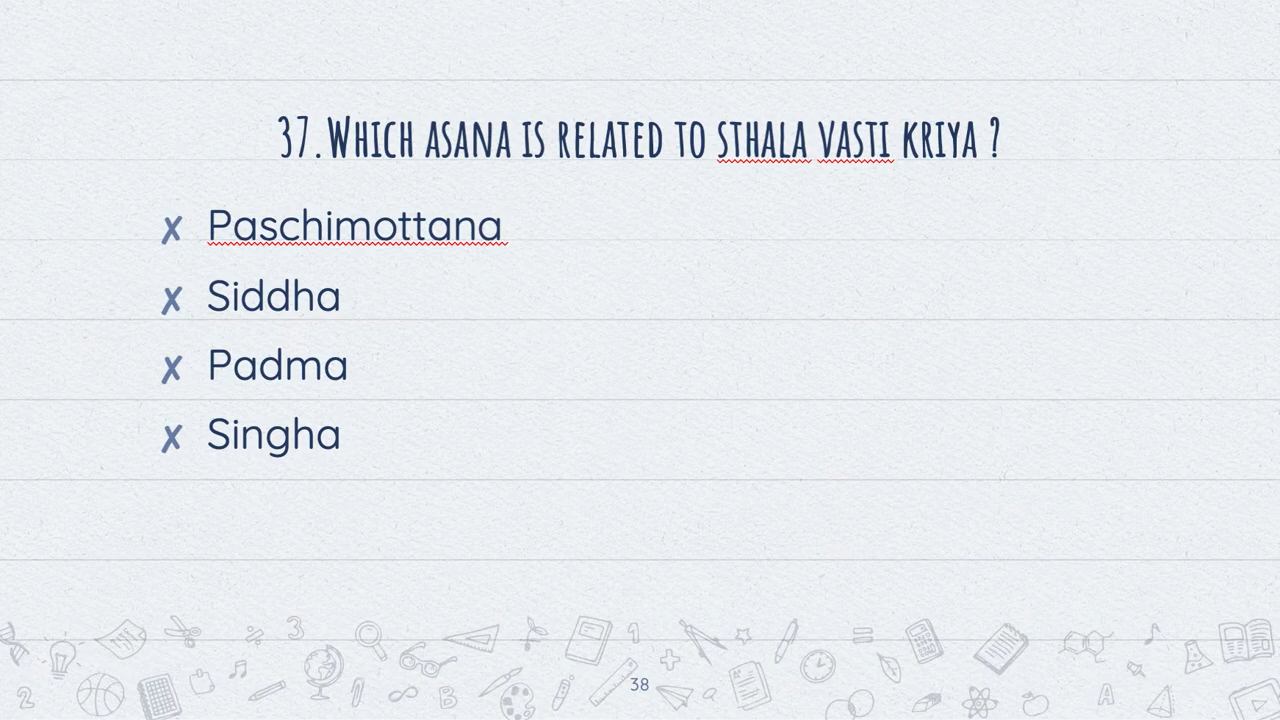 37.Which asana is related to sthala vasti kriya ?
✗ Paschimottana
✗ Siddha
✗ Padma
✗ Singha
38